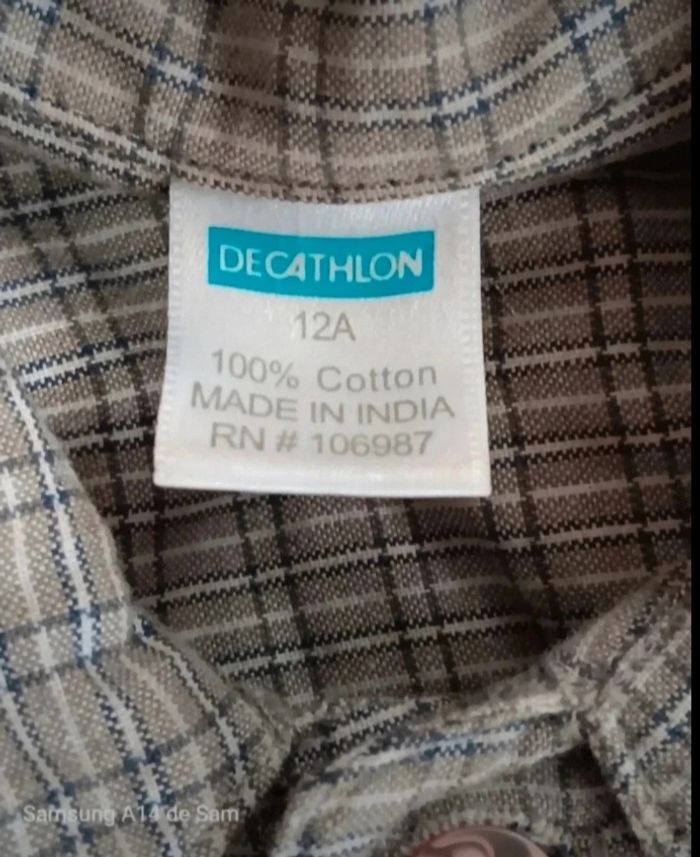 DECATHLON
12A
100% Cotton
MADE IN INDIA
RN # 106987
Samsung A14 de Sam